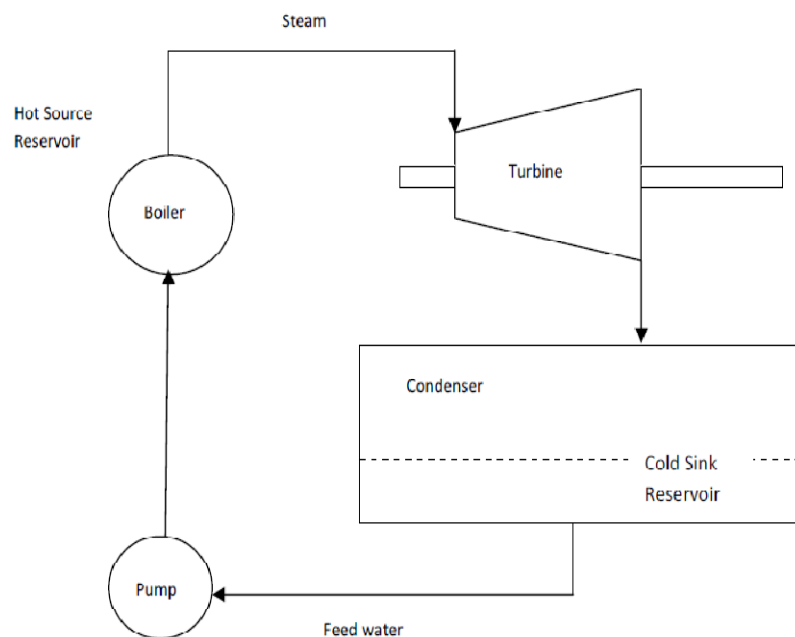 Steam
Hot Source
Reservoir
Boiler
Turbine
Condenser
Cold Sink
Reservoir
Pump
Feed water